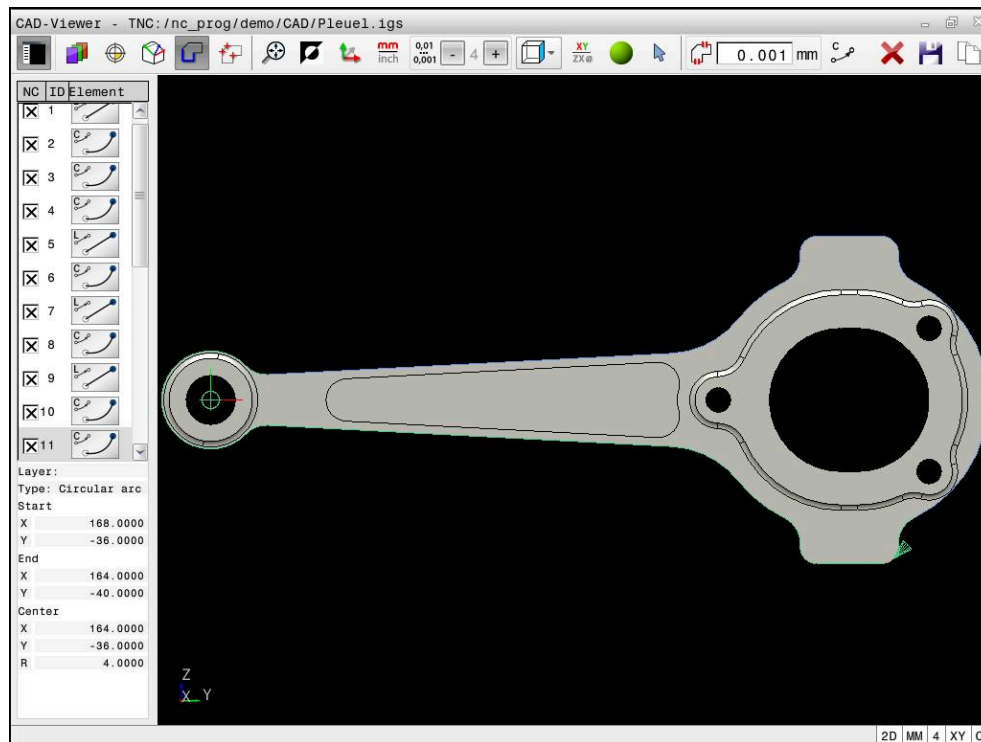 CAD-Viewer - TNC:/nc_prog/demo/CAD/Pleuel.igs
mm
inch
0,01
0,001
- 4 +
XY
ZX
0.001 mm
C
NC ID Element
1
2 C
3 C
4 C
5 L
6 C
7 L
8 C
9 L
10 C
11 C
Layer:
Type: Circular arc
Start
X 168.0000
Y -36.0000
End
X 164.0000
Y -40.0000
Center
X 164.0000
Y -36.0000
R 4.0000
Z
X Y
2D MM 4 XY